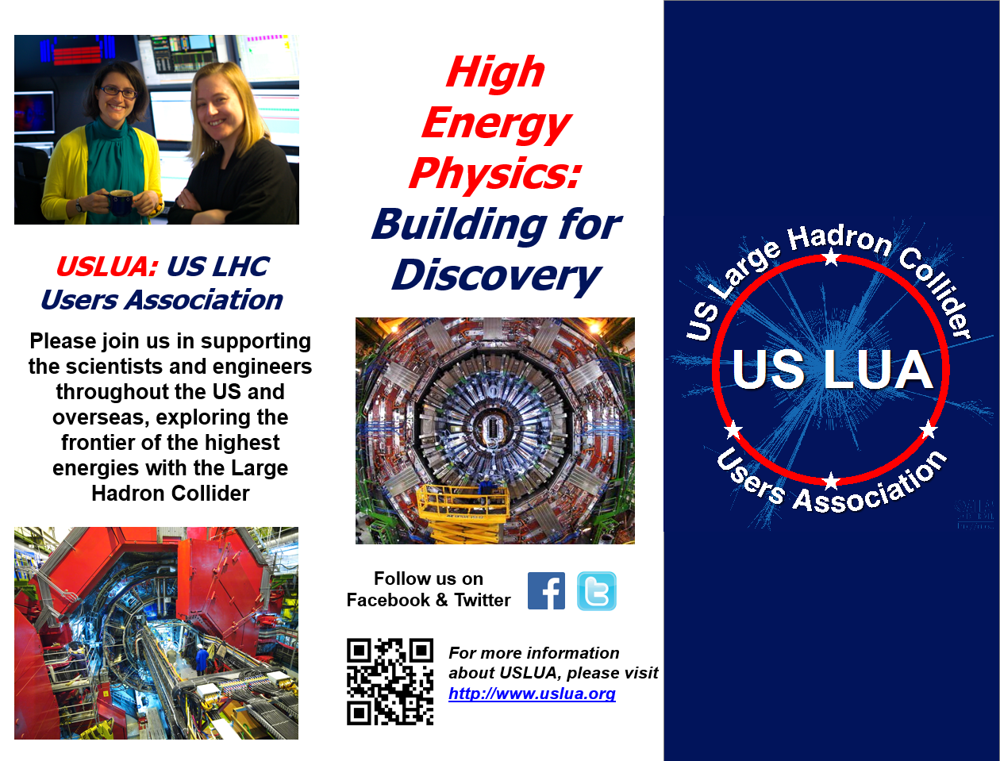 USLUA: US LHC
Users Association
Please join us in supporting
the scientists and engineers
throughout the US and
overseas, exploring the
frontier of the highest
energies with the Large
Hadron Collider
High
Energy
Physics:
Building for
Discovery
Follow us on
Facebook & Twitter
For more information
about USLUA, please visit
http://www.uslua.org
US Large Hadron Collider
US LUA
Users Association